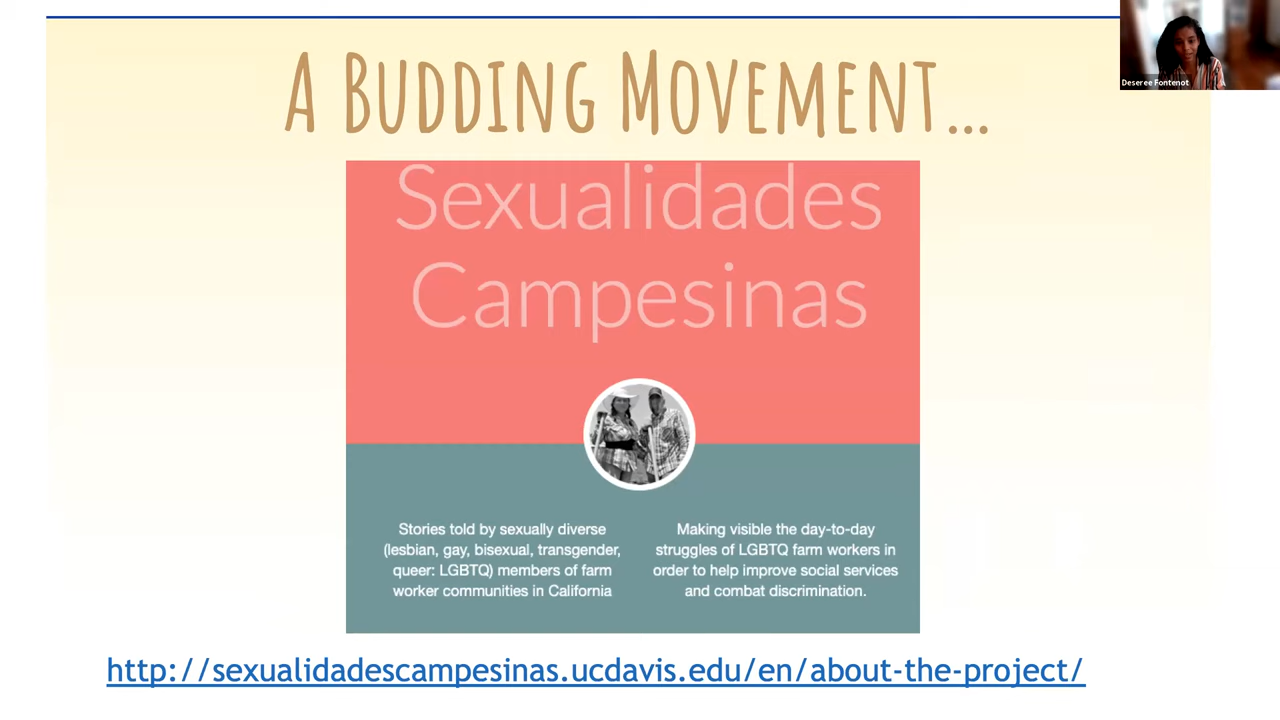 A Budding Movement...
Deseree Fontenot
Sexualidades
Campesinas
Stories told by sexually diverse
(lesbian, gay, bisexual, transgender,
queer: LGBTQ) members of farm
worker communities in California
Making visible the day-to-day
struggles of LGBTQ farm workers in
order to help improve social services
and combat discrimination.
http://sexualidadescampesinas.ucdavis.edu/en/about-the-project/